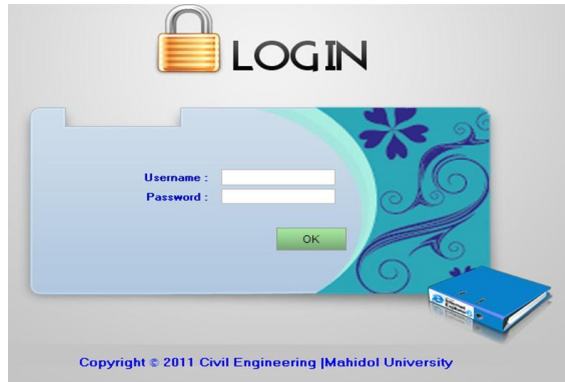 LOGIN
Username :
Password :
OK
Copyright © 2011 Civil Engineering |Mahidol University